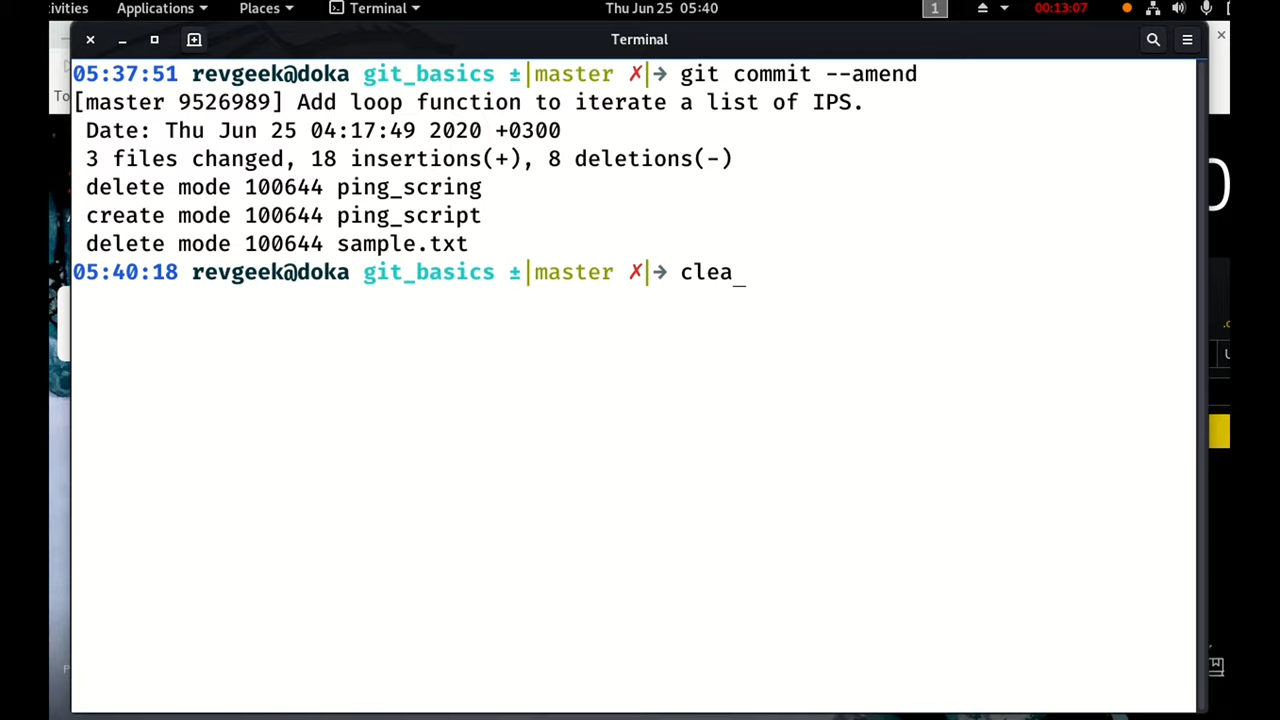 tivities Applications Places Terminal Thu Jun 25 05:40 1 00:13:07
Terminal
To
05:37:51 revgeek@doka git_basics ±|master ✗|→ git commit --amend
[master 9526989] Add loop function to iterate a list of IPS.
Date: Thu Jun 25 04:17:49 2020 +0300
3 files changed, 18 insertions(+), 8 deletions(-)
delete mode 100644 ping_scring
create mode 100644 ping_script
delete mode 100644 sample.txt
05:40:18 revgeek@doka git_basics ±|master ✗|→ clea_